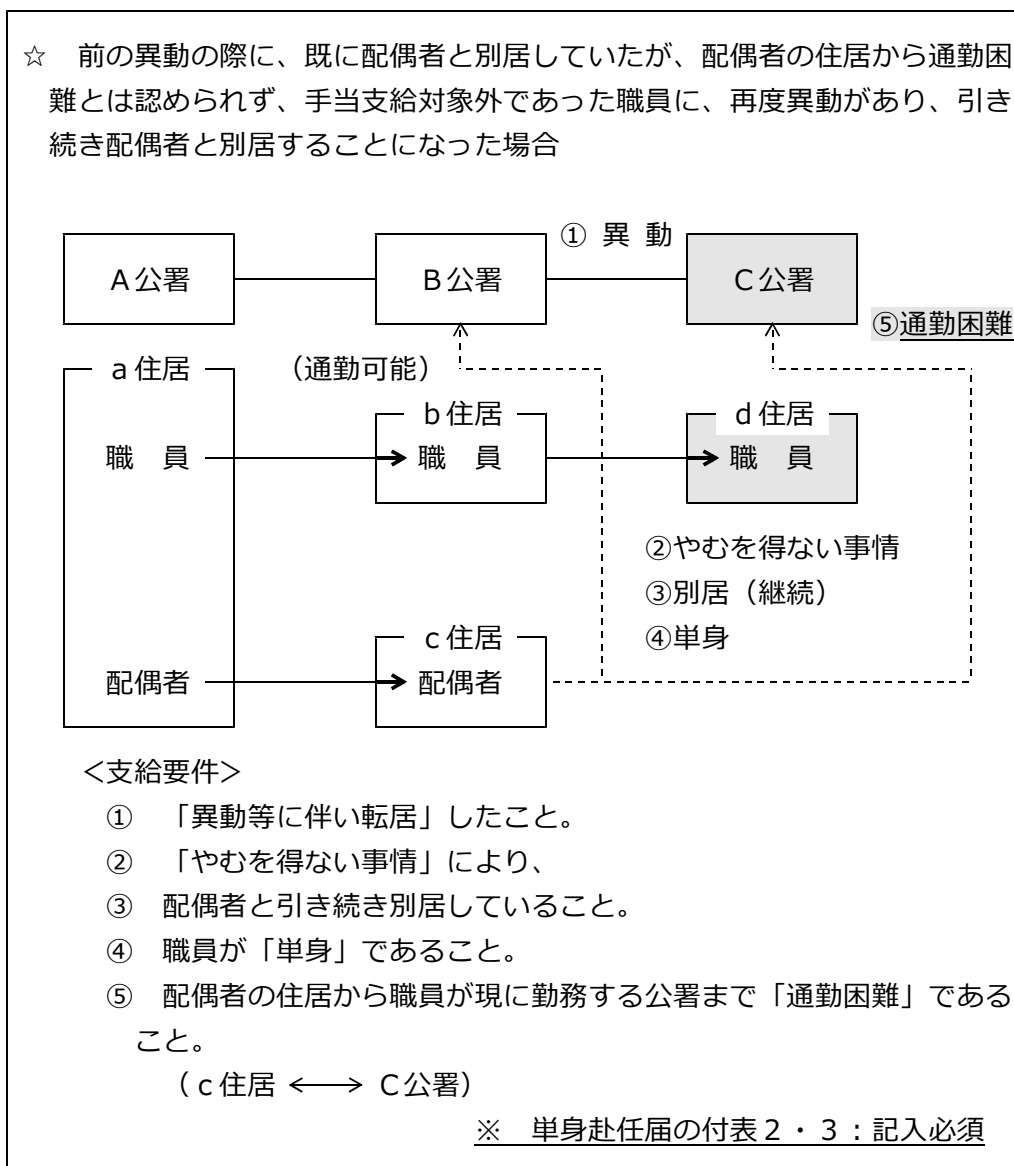 ☆　前の異動の際に、既に配偶者と別居していたが、配偶者の住居から通勤困
難とは認められず、手当支給対象外であった職員に、再度異動があり、引き
続き配偶者と別居することになった場合
① 異 動
Ａ公署
Ｂ公署
Ｃ公署
⑤通勤困難
ａ住居
（通勤可能）
ｂ住居
ｄ住居
職　員
職　員
職　員
②やむを得ない事情
③別居（継続）
④単身
ｃ住居
配偶者
配偶者
＜支給要件＞
①　「異動等に伴い転居」したこと。
②　「やむを得ない事情」により、
③　配偶者と引き続き別居していること。
④　職員が「単身」であること。
⑤　配偶者の住居から職員が現に勤務する公署まで「通勤困難」である
こと。
（ｃ住居 ←→ Ｃ公署）
※　単身赴任届の付表２・３：記入必須